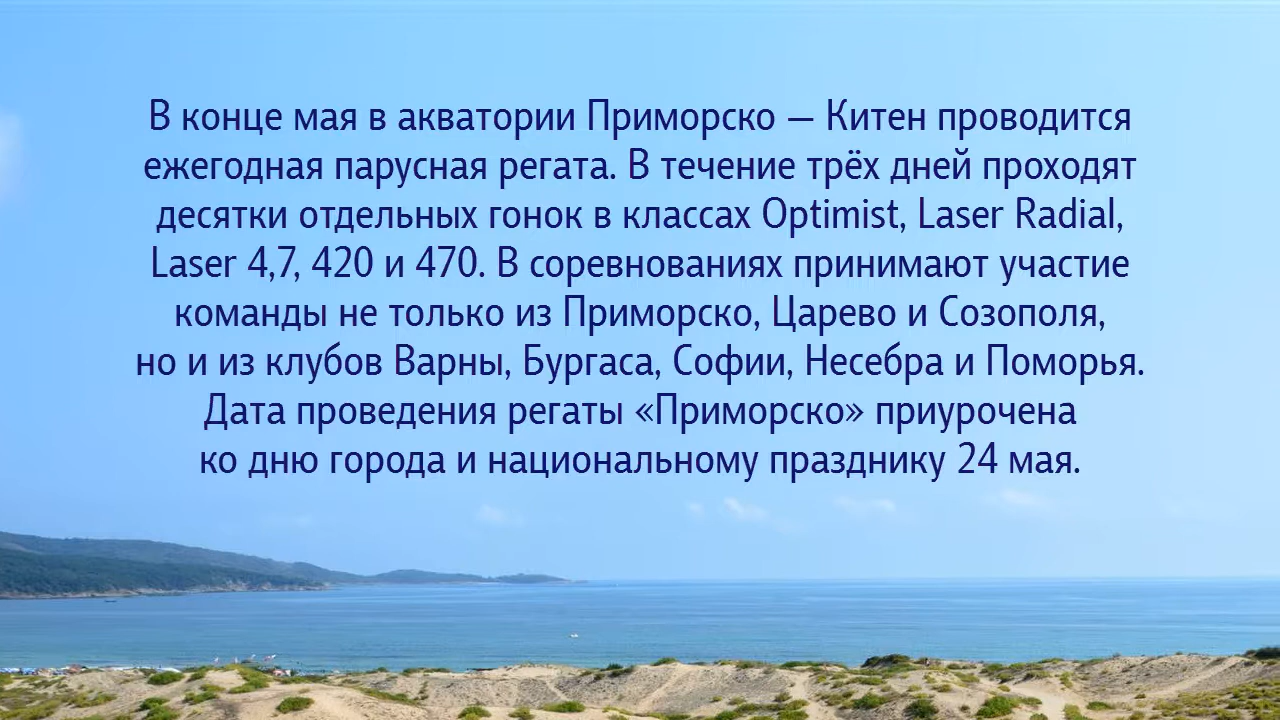 В конце мая в акватории Приморско — Китен проводится
ежегодная парусная регата. В течение трёх дней проходят
десятки отдельных гонок в классах Optimist, Laser Radial,
Laser 4,7, 420 и 470. В соревнованиях принимают участие
команды не только из Приморско, Царево и Созополя,
но и из клубов Варны, Бургаса, Софии, Несебра и Поморья.
Дата проведения регаты «Приморско» приурочена
ко дню города и национальному празднику 24 мая.